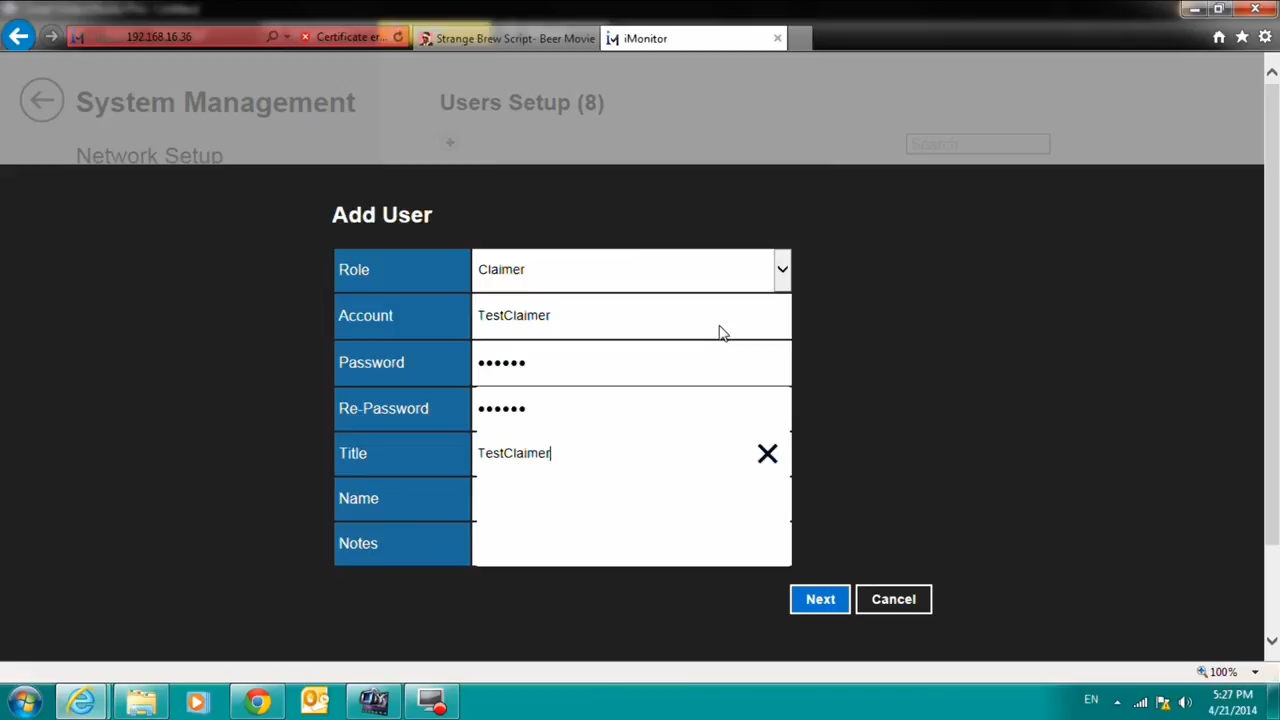 192.168.16.36
Certificate er...
Strange Brew Script- Beer Movie
iMonitor
System Management
Users Setup (8)
Network Setup
Search
Add User
Role
Claimer
Account
TestClaimer
Password
••••••
Re-Password
••••••
Title
TestClaimer
Name
Notes
Next
Cancel
100%
EN
5:27 PM
4/21/2014